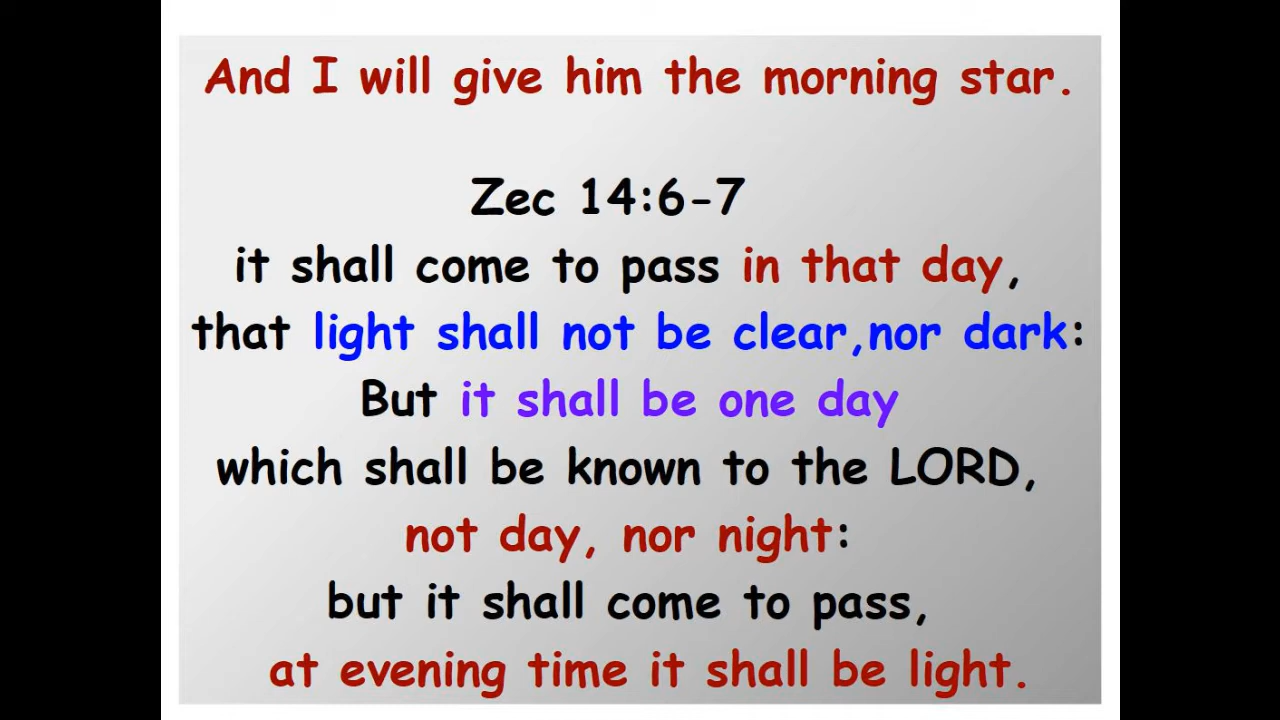 And I will give him the morning star.
Zec 14:6-7
it shall come to pass in that day,
that light shall not be clear,nor dark:
But it shall be one day
which shall be known to the LORD,
not day, nor night:
but it shall come to pass,
at evening time it shall be light.